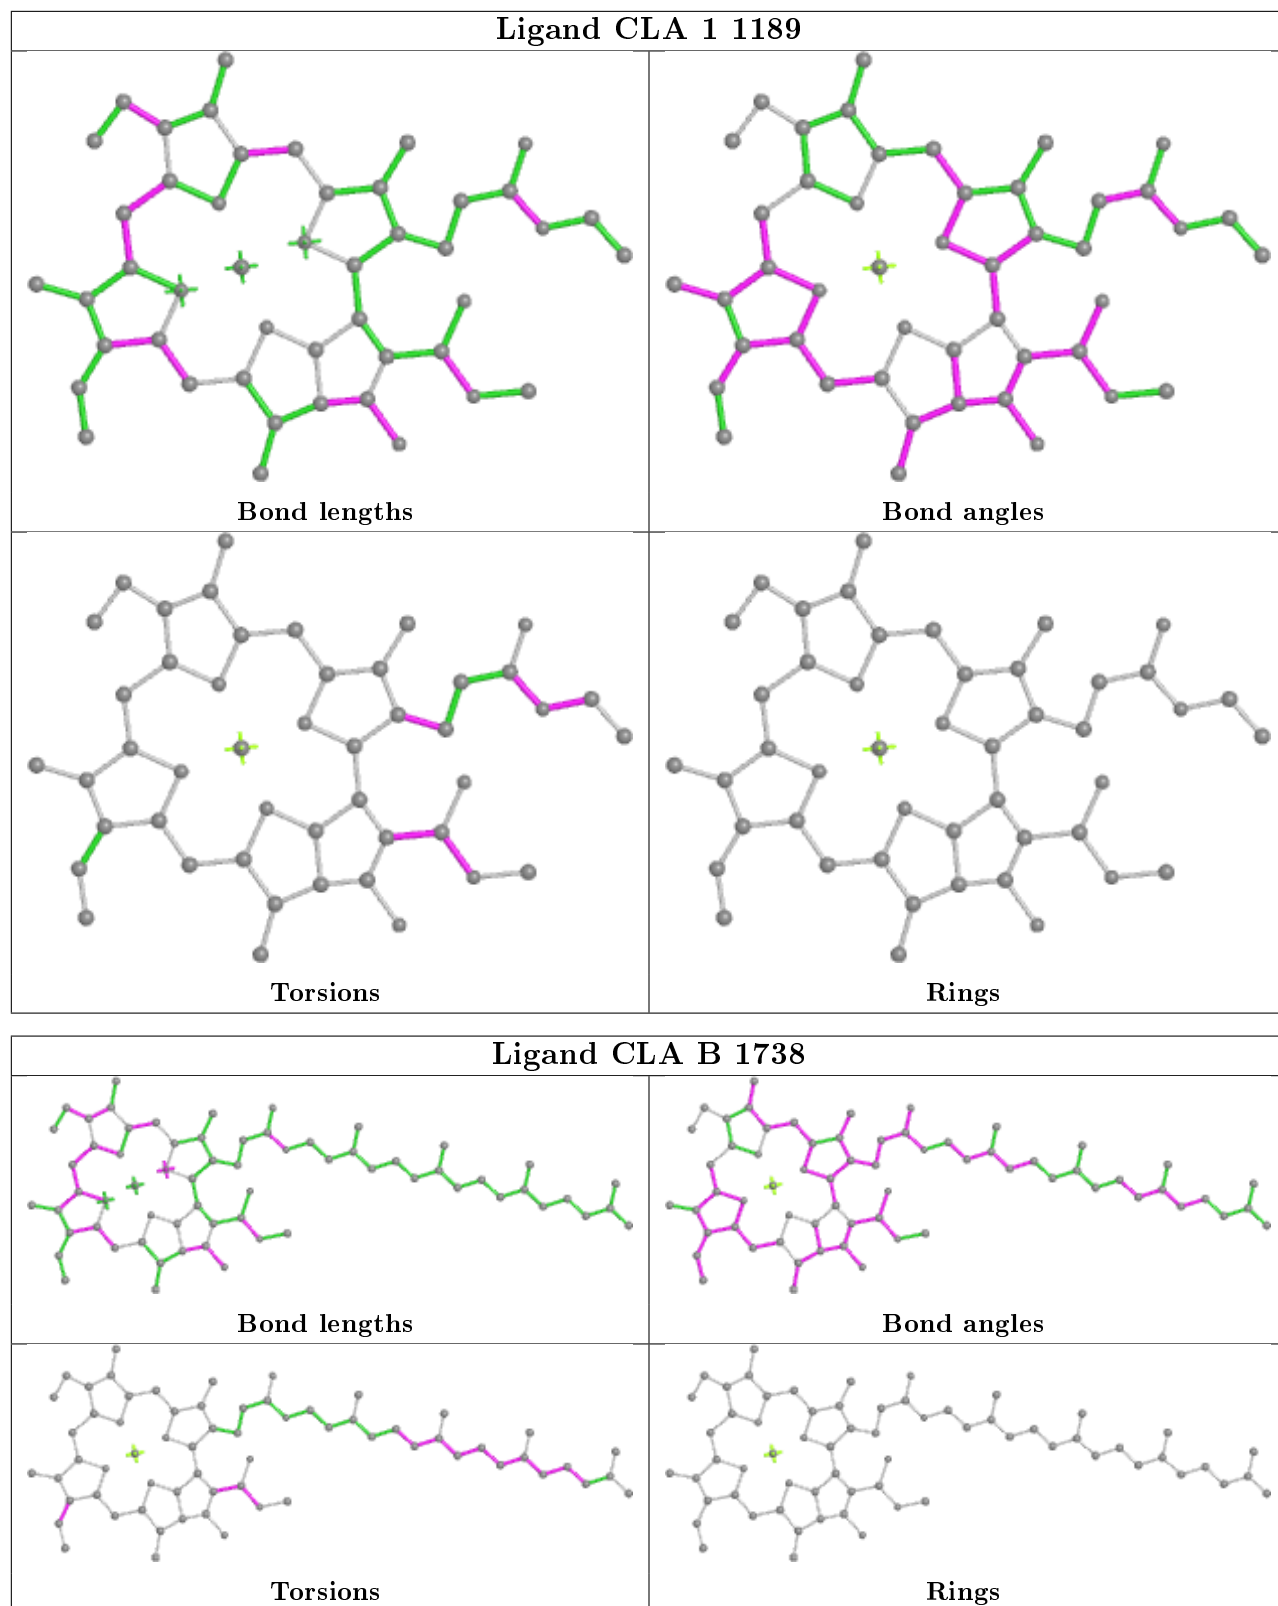 Ligand CLA 1 1189
Bond lengths
Bond angles
Torsions
Rings
Ligand CLA B 1738
Bond lengths
Bond angles
Torsions
Rings